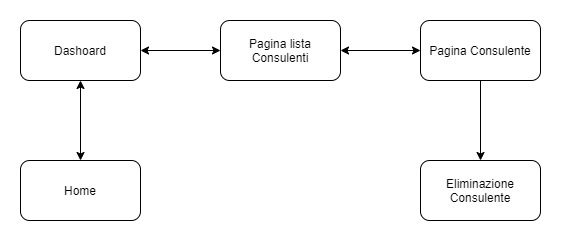 Dashoard
Pagina lista
Consulenti
Pagina Consulente
Home
Eliminazione
Consulente